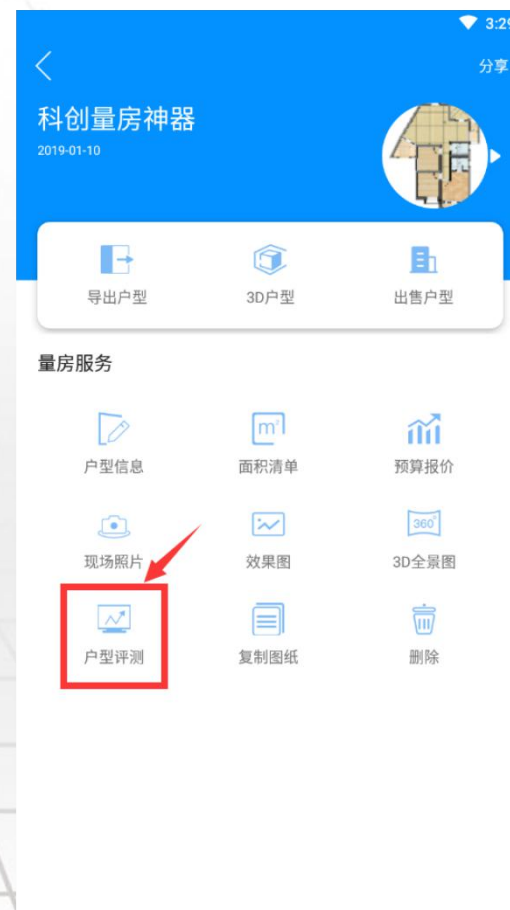 3:29
分享
科创量房神器
2019-01-10
导出户型 3D户型 出售户型
量房服务
m²
户型信息 面积清单 预算报价
360°
现场照片 效果图 3D全景图
户型评测 复制图纸 删除